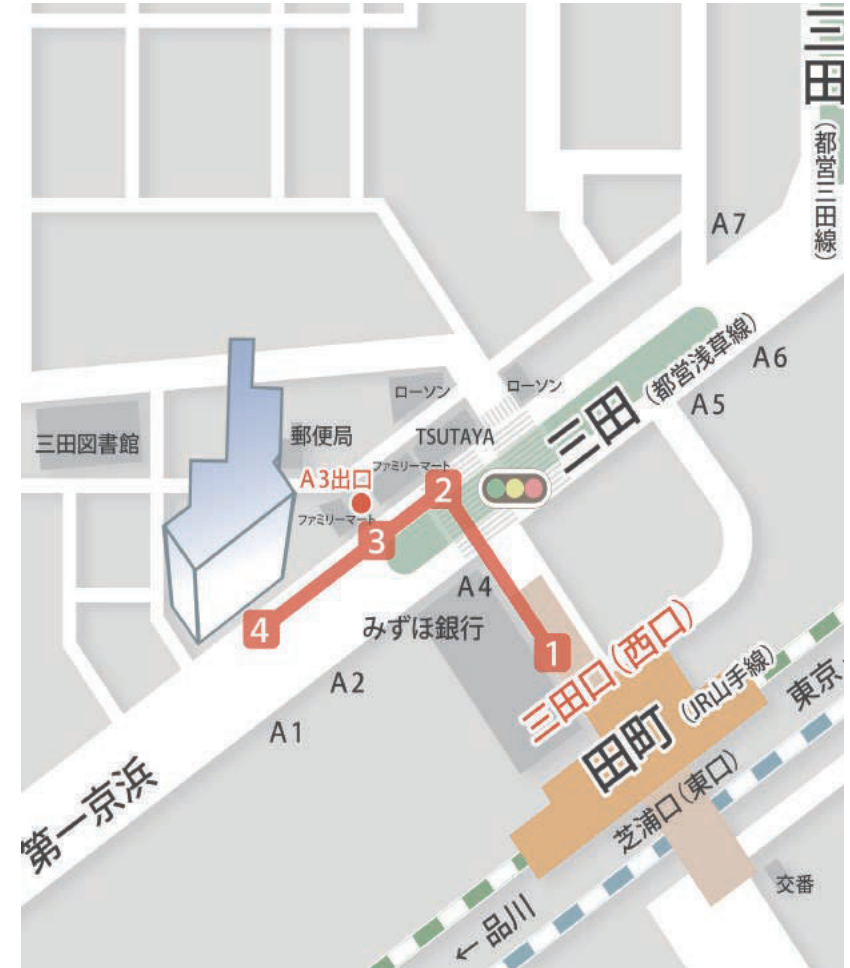 三田
(都営三田線)
A7
A6
A5
三田
(都営浅草線)
ローソン
ローソン
TSUTAYA
郵便局
三田図書館
ファミリーマート
A3出口
ファミリーマート
2
3
4
1
A4
みずほ銀行
A2
A1
三田口(西口)
田町
(JR山手線)
東京
芝浦口(東口)
第一京浜
交番
←品川